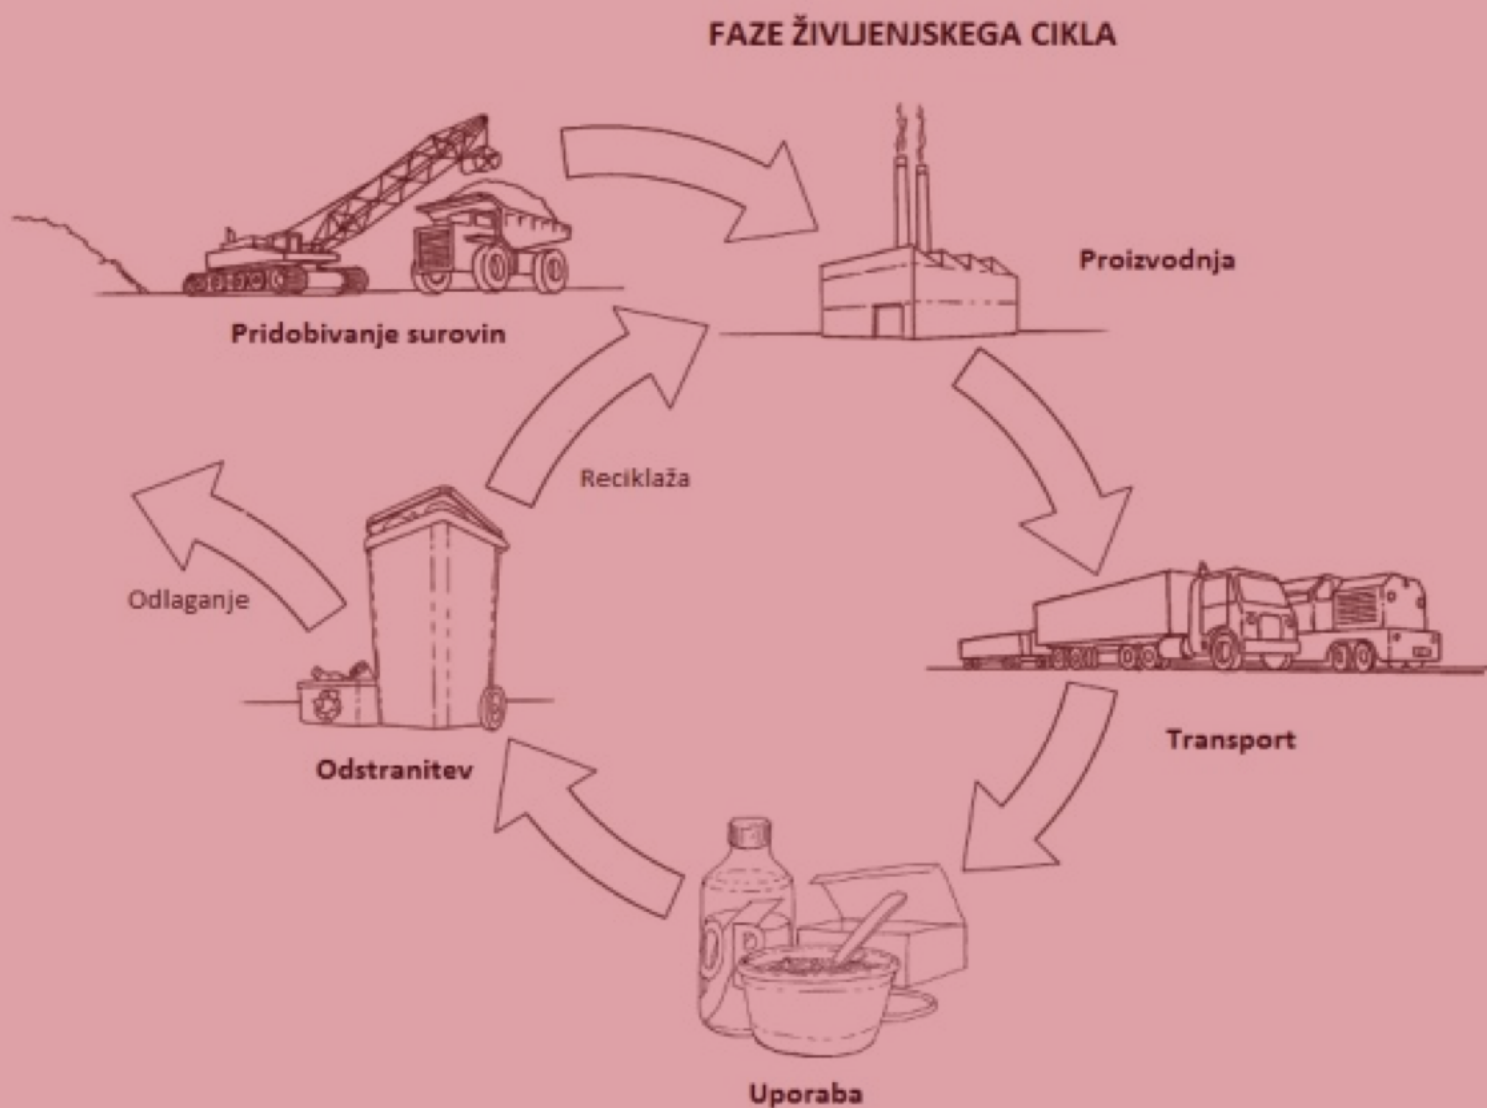 FAZE ŽIVLJENJSKEGA CIKLA
Proizvodnja
Pridobivanje surovin
Reciklaža
Odlaganje
Transport
Odstranitev
Uporaba